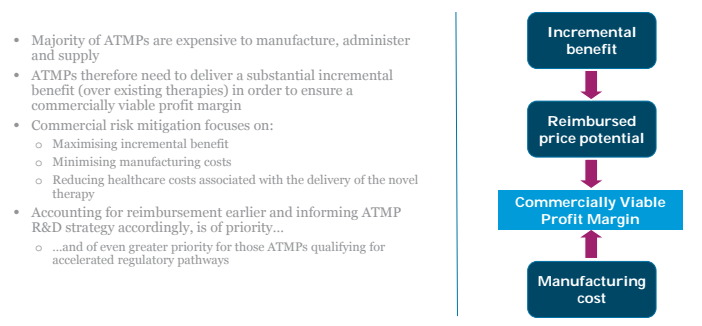 • Majority of ATMPs are expensive to manufacture, administer
and supply
• ATMPs therefore need to deliver a substantial incremental
benefit (over existing therapies) in order to ensure a
commercially viable profit margin
• Commercial risk mitigation focuses on:
o Maximising incremental benefit
o Minimising manufacturing costs
o Reducing healthcare costs associated with the delivery of the novel
therapy
• Accounting for reimbursement earlier and informing ATMP
R&D strategy accordingly, is of priority…
o …and of even greater priority for those ATMPs qualifying for
accelerated regulatory pathways
Incremental
benefit
Reimbursed
price potential
Commercially Viable
Profit Margin
Manufacturing
cost